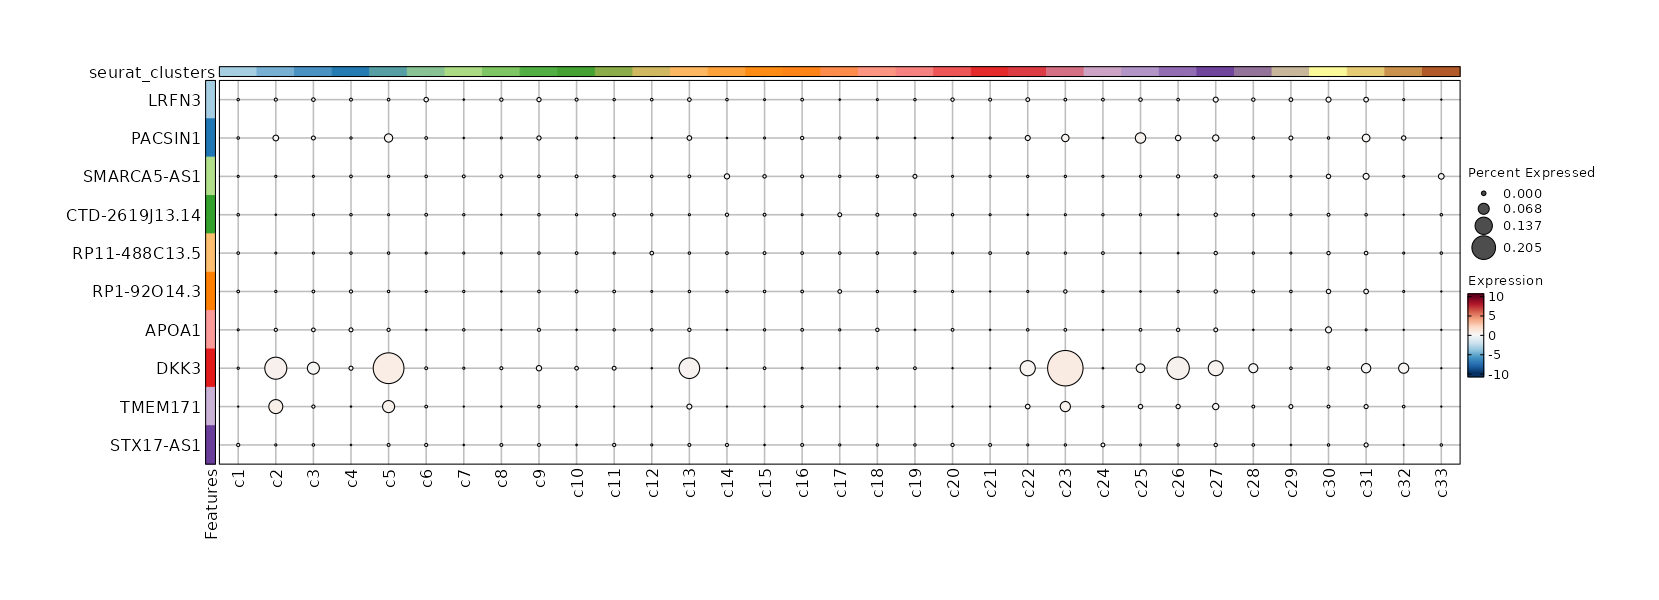 seurat_clusters
LRFN3
PACSIN1
SMARCA5-AS1
CTD-2619J13.14
RP11-488C13.5
RP1-92O14.3
APOA1
DKK3
TMEM171
STX17-AS1
Features
c1 c2 c3 c4 c5 c6 c7 c8 c9 c10 c11 c12 c13 c14 c15 c16 c17 c18 c19 c20 c21 c22 c23 c24 c25 c26 c27 c28 c29 c30 c31 c32 c33
Percent Expressed
0.000
0.068
0.137
0.205
Expression
10
5
0
-5
-10